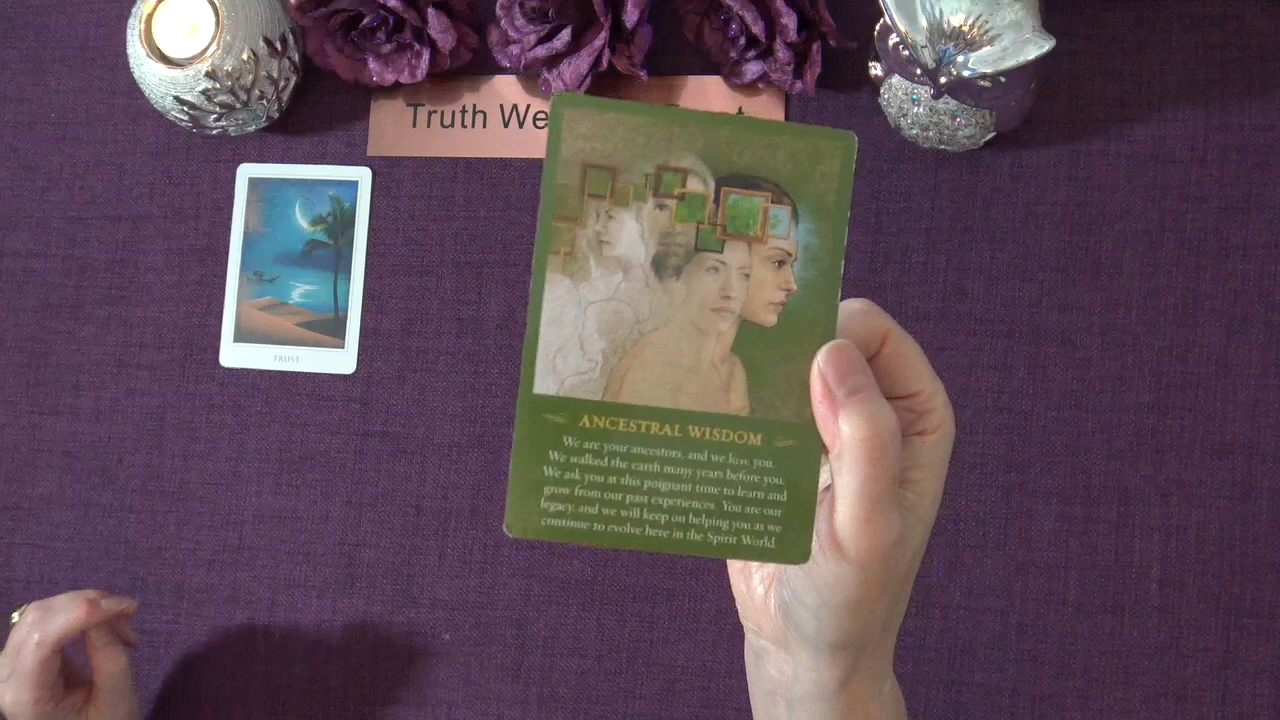 Truth We
TRUST
ANCESTRAL WISDOM
We are your ancestors, and we love you.
We walked the earth many years before you.
We ask you at this poignant time to learn and
grow from our past experiences. You are our
legacy, and we will keep on helping you as we
continue to evolve here in the Spirit World.